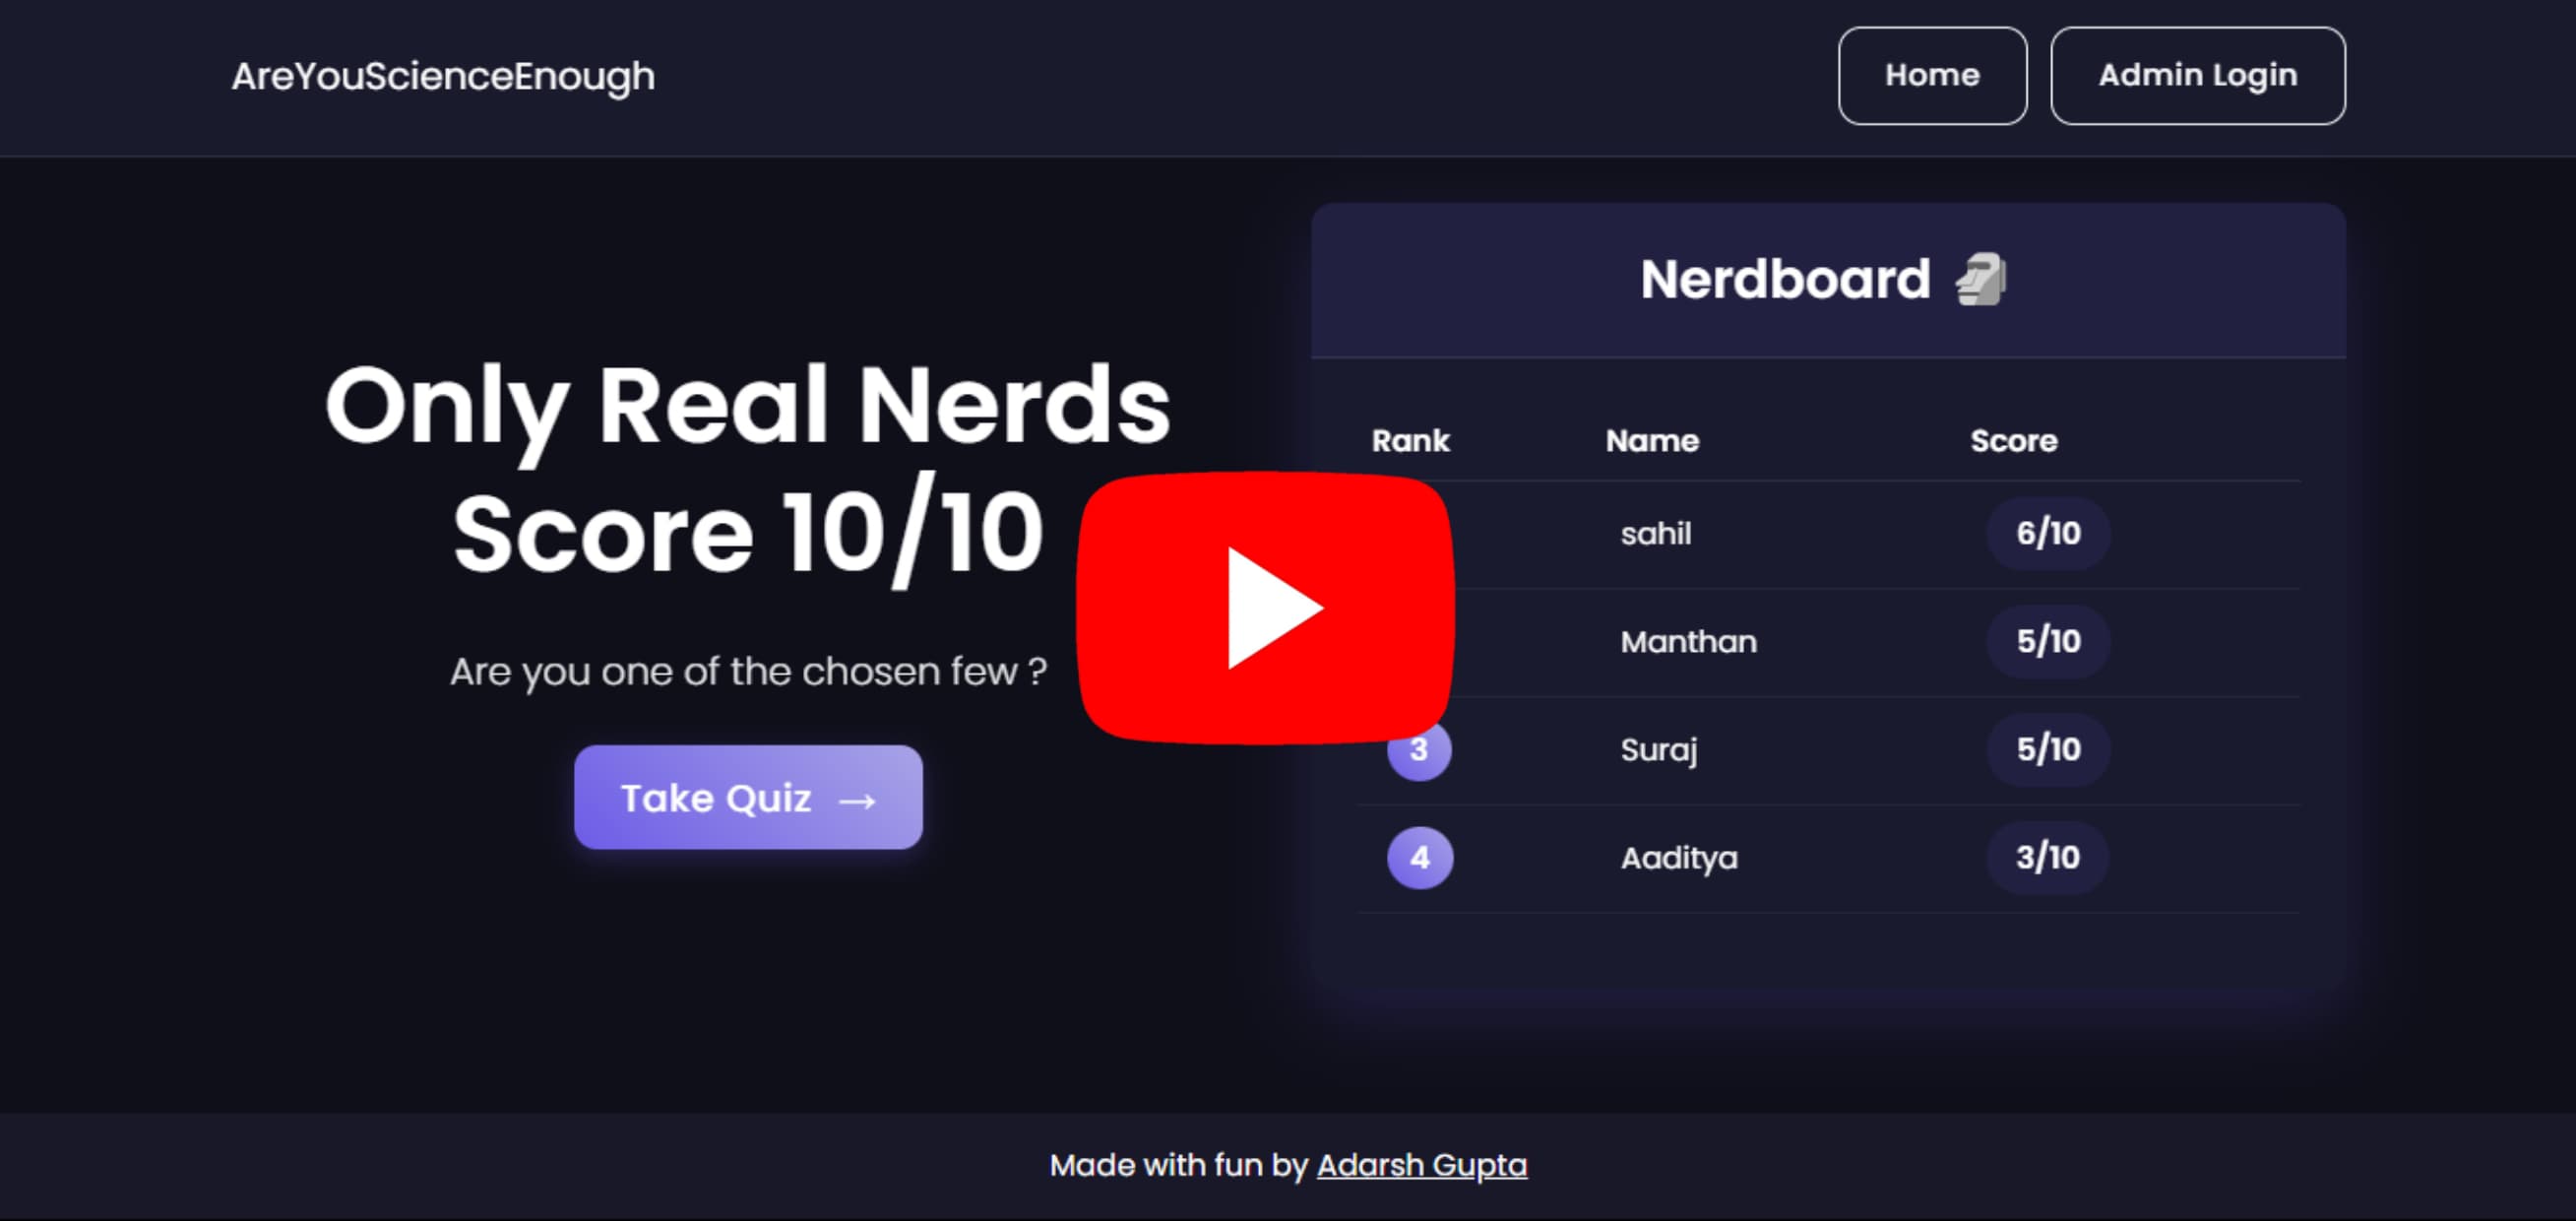 AreYouScienceEnough
Home
Admin Login
Only Real Nerds
Score 10/10
Are you one of the chosen few ?
Take Quiz →
Nerdboard 🗿
Rank Name Score
sahil 6/10
Manthan 5/10
3 Suraj 5/10
4 Aaditya 3/10
Made with fun by Adarsh Gupta